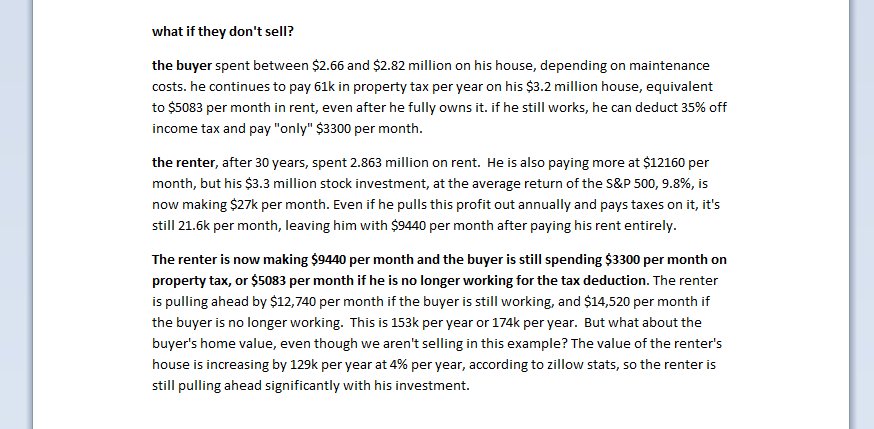 what if they don't sell?
the buyer spent between $2.66 and $2.82 million on his house, depending on maintenance
costs. he continues to pay 61k in property tax per year on his $3.2 million house, equivalent
to $5083 per month in rent, even after he fully owns it. if he still works, he can deduct 35% off
income tax and pay "only" $3300 per month.
the renter, after 30 years, spent 2.863 million on rent.  He is also paying more at $12160 per
month, but his $3.3 million stock investment, at the average return of the S&P 500, 9.8%, is
now making $27k per month. Even if he pulls this profit out annually and pays taxes on it, it's
still 21.6k per month, leaving him with $9440 per month after paying his rent entirely.
The renter is now making $9440 per month and the buyer is still spending $3300 per month on
property tax, or $5083 per month if he is no longer working for the tax deduction. The renter
is pulling ahead by $12,740 per month if the buyer is still working, and $14,520 per month if
the buyer is no longer working.  This is 153k per year or 174k per year.  But what about the
buyer's home value, even though we aren't selling in this example? The value of the renter's
house is increasing by 129k per year at 4% per year, according to zillow stats, so the renter is
still pulling ahead significantly with his investment.